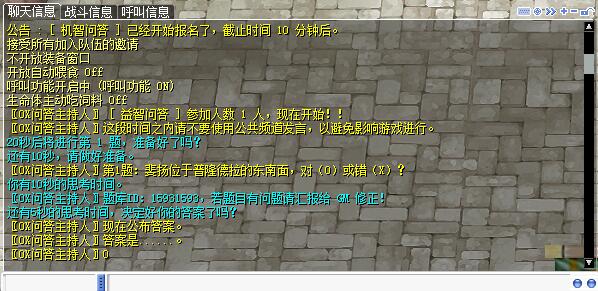 聊天信息 战斗信息 呼叫信息
公告 : [ 机智问答 ] 已经开始报名了，截止时间 10 分钟后。
接受所有加入队伍的邀请
不开放装备窗口
开放自动喂食 Off
呼叫功能开启中 (呼叫功能 ON)
生命体主动吃饲料 Off
〖OX问答主持人〗 [ 益智问答 ] 参加人数 1 人，现在开始！！
〖OX问答主持人〗这段时间之内请不要使用公共频道发言，以避免影响游戏进行。
20秒后将进行第 1 题，准备好了吗？
还有10秒，请做好准备。
〖OX问答主持人〗第1题：斐扬位于普隆德拉的东南面，对（O）或错（X）？
你有10秒的思考时间。
〖OX问答主持人〗题库ID：15931593，若题目有问题请汇报给 GM 修正！
还有5秒的思考时间，决定好你的答案了吗？
〖OX问答主持人〗现在公布答案。
〖OX问答主持人〗答案是......。
〖OX问答主持人〗O